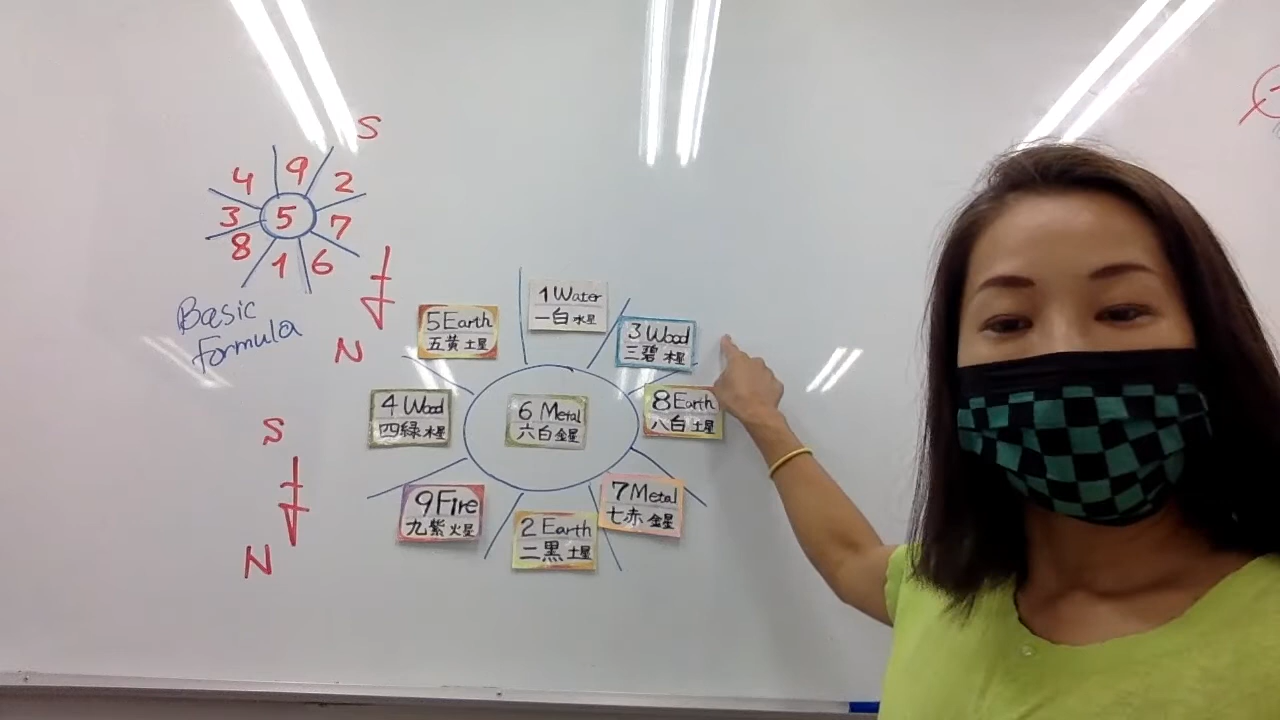 S
4 9 2
3 5 7
8 1 6
Basic
formula
N
S
N
1 Water
一白 水星
5 Earth
五黄 土星
3 Wood
三碧 木星
4 Wood
四緑 木星
6 Metal
六白 金星
8 Earth
八白 土星
9 Fire
九紫 火星
7 Metal
七赤 金星
2 Earth
二黒 土星